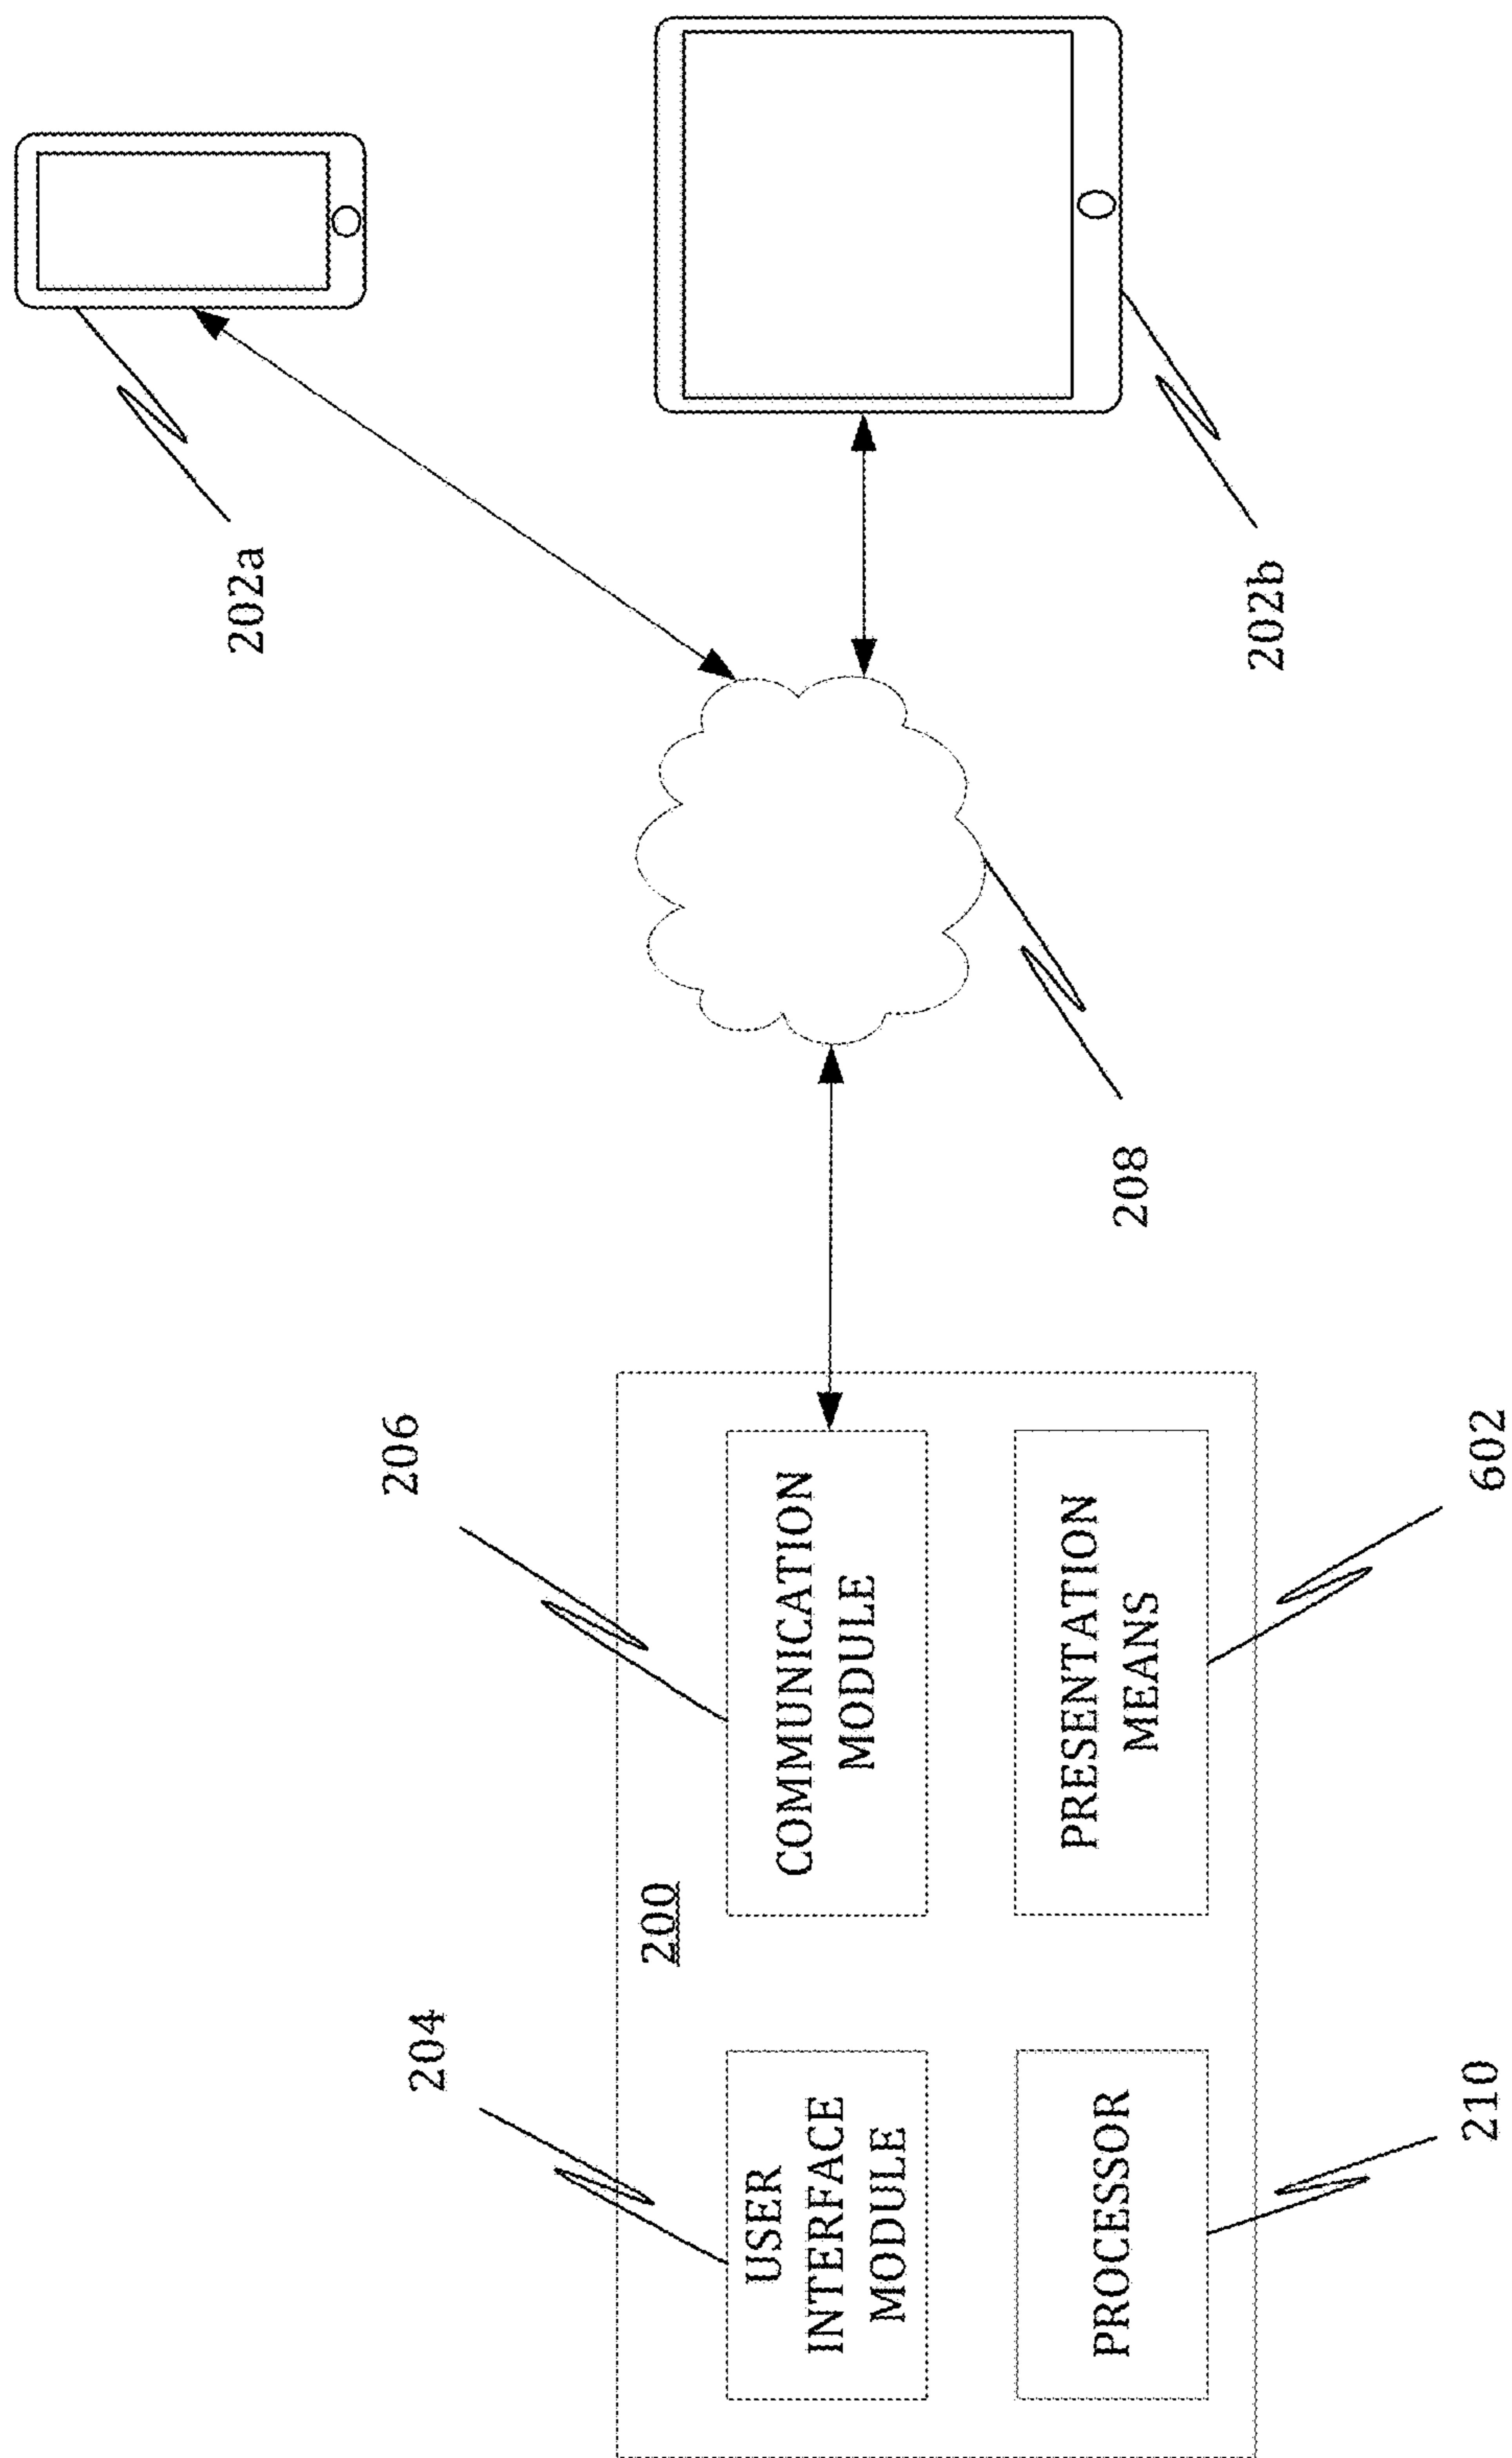 204
206
200
USER
INTERFACE
MODULE
COMMUNICATION
MODULE
PROCESSOR
PRESENTATION
MEANS
210
602
208
202a
202b